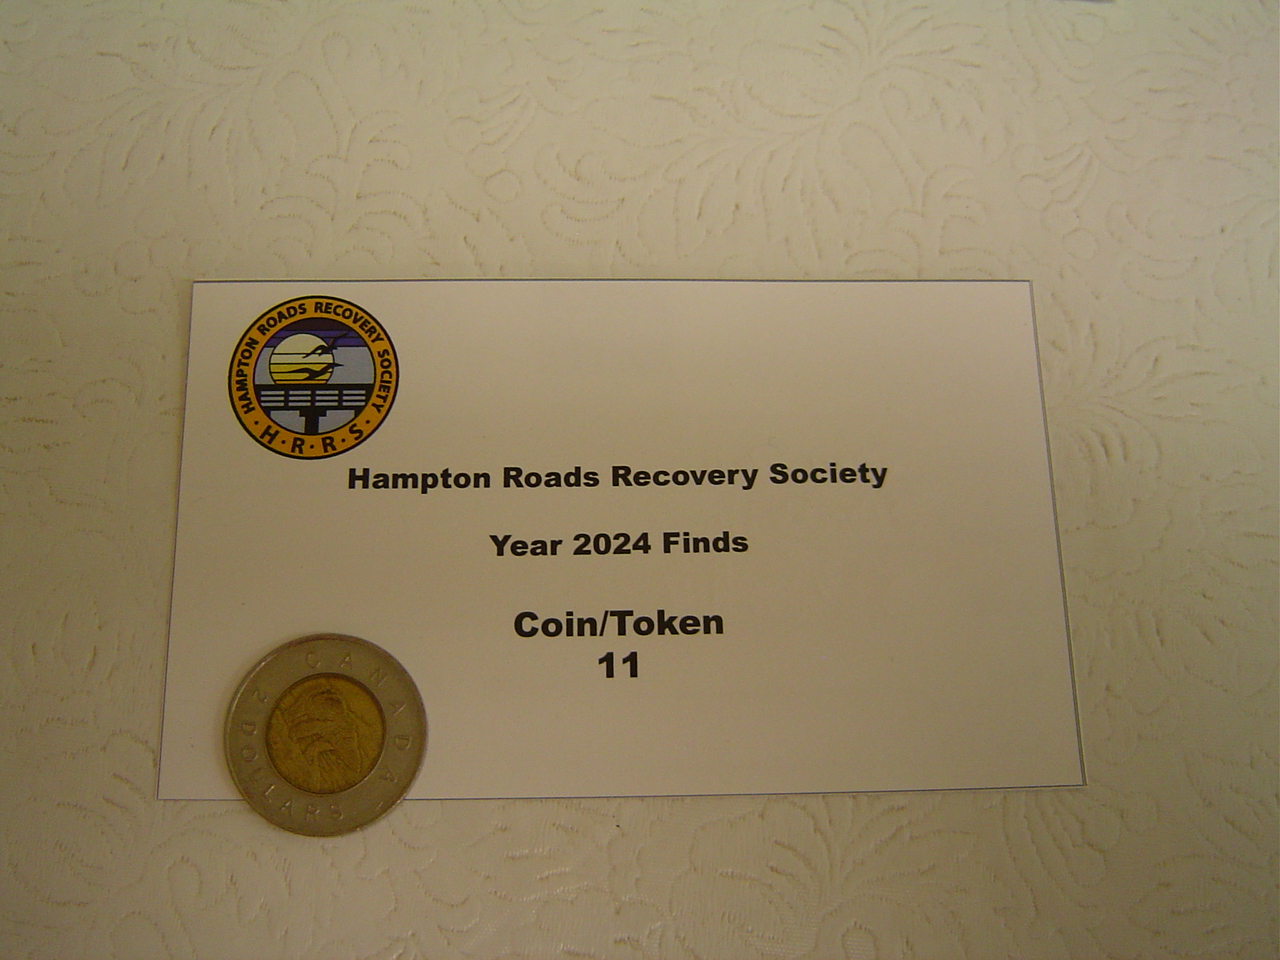 HAMPTON ROADS RECOVERY SOCIETY
· H · R · R · S ·
Hampton Roads Recovery Society
Year 2024 Finds
Coin/Token
11
CANADA
2 DOLLARS